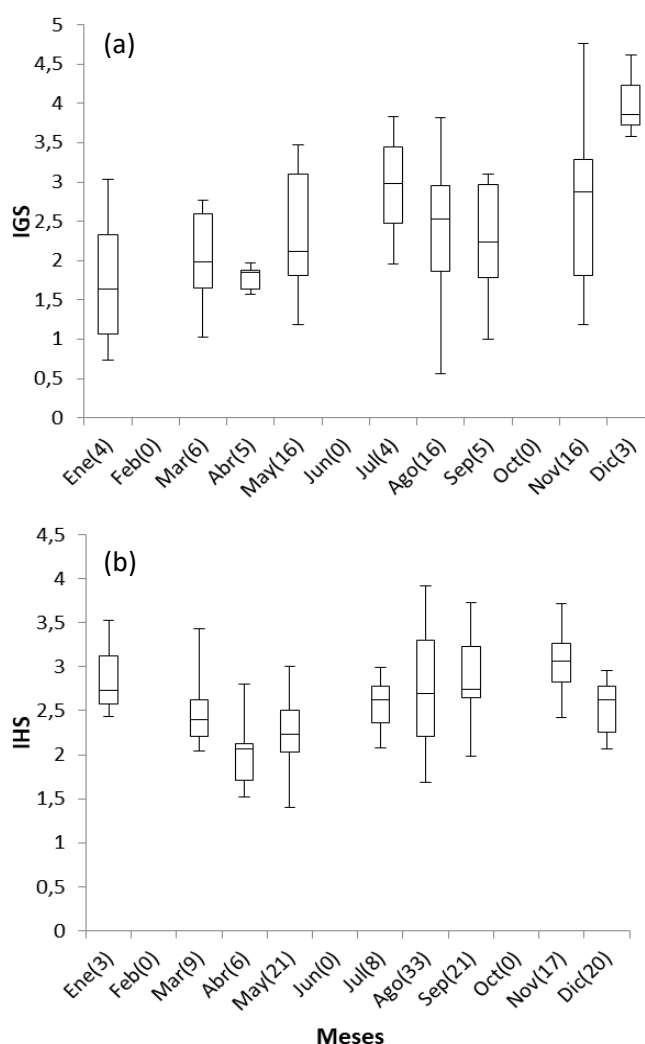 (a)
5
4,5
4
3,5
3
2,5
2
1,5
1
0,5
0
IGS
Ene(4)
Feb(0)
Mar(6)
Abr(5)
May(16)
Jun(0)
Jul(4)
Ago(16)
Sep(5)
Oct(0)
Nov(16)
Dic(3)
(b)
4,5
4
3,5
3
2,5
2
1,5
1
0,5
0
IHS
Ene(3)
Feb(0)
Mar(9)
Abr(6)
May(21)
Jun(0)
Jul(8)
Ago(33)
Sep(21)
Oct(0)
Nov(17)
Dic(20)
Meses